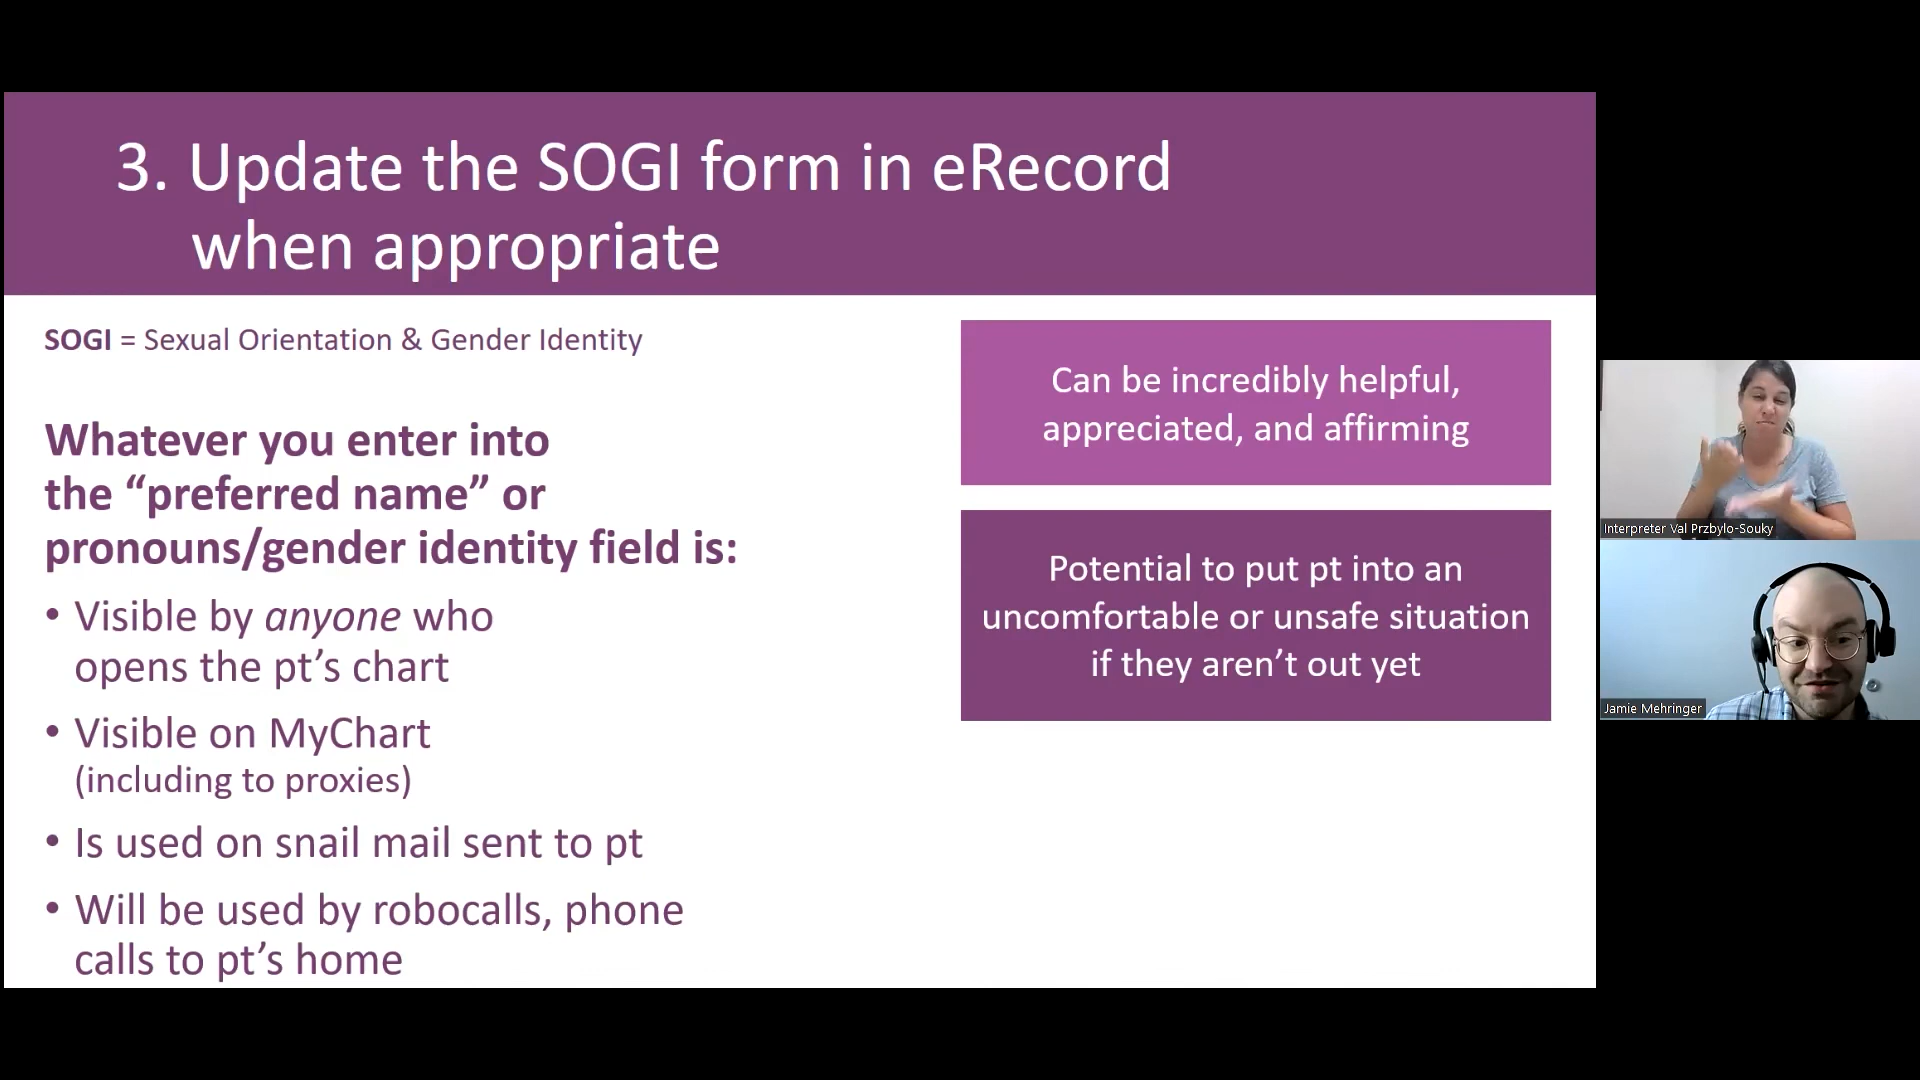 3. Update the SOGI form in eRecord
when appropriate
SOGI = Sexual Orientation & Gender Identity
Whatever you enter into
the “preferred name” or
pronouns/gender identity field is:
• Visible by anyone who
opens the pt’s chart
• Visible on MyChart
(including to proxies)
• Is used on snail mail sent to pt
• Will be used by robocalls, phone
calls to pt’s home
Can be incredibly helpful,
appreciated, and affirming
Potential to put pt into an
uncomfortable or unsafe situation
if they aren’t out yet
Interpreter Val Przbylo-Souky
Jamie Mehringer